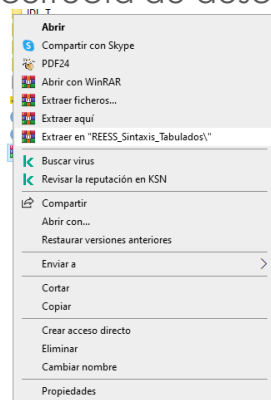 Abrir
Compartir con Skype
PDF24
Abrir con WinRAR
Extraer ficheros...
Extraer aquí
Extraer en "REESS_Sintaxis_Tabulados\"
Buscar virus
Revisar la reputación en KSN
Compartir
Abrir con...
Restaurar versiones anteriores
Enviar a
Cortar
Copiar
Crear acceso directo
Eliminar
Cambiar nombre
Propiedades